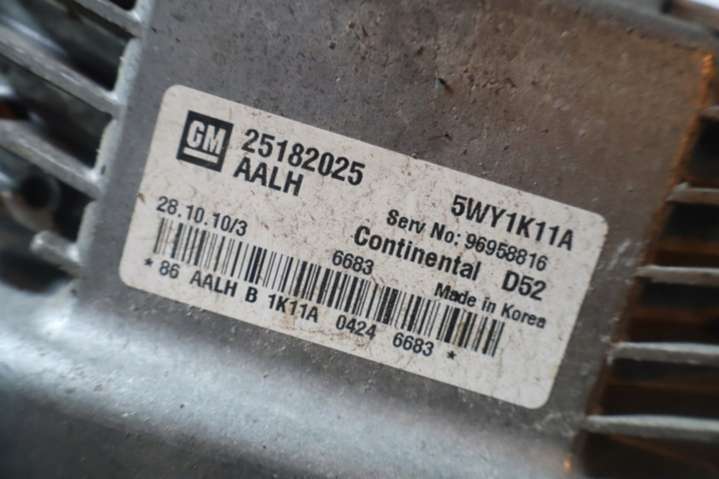 GM 25182025
AALH
5WY1K11A
28.10.10/3
Serv No: 96958816
6683
Continental D52
Made in Korea
* 86 AALH B 1K11A 0424 6683 *